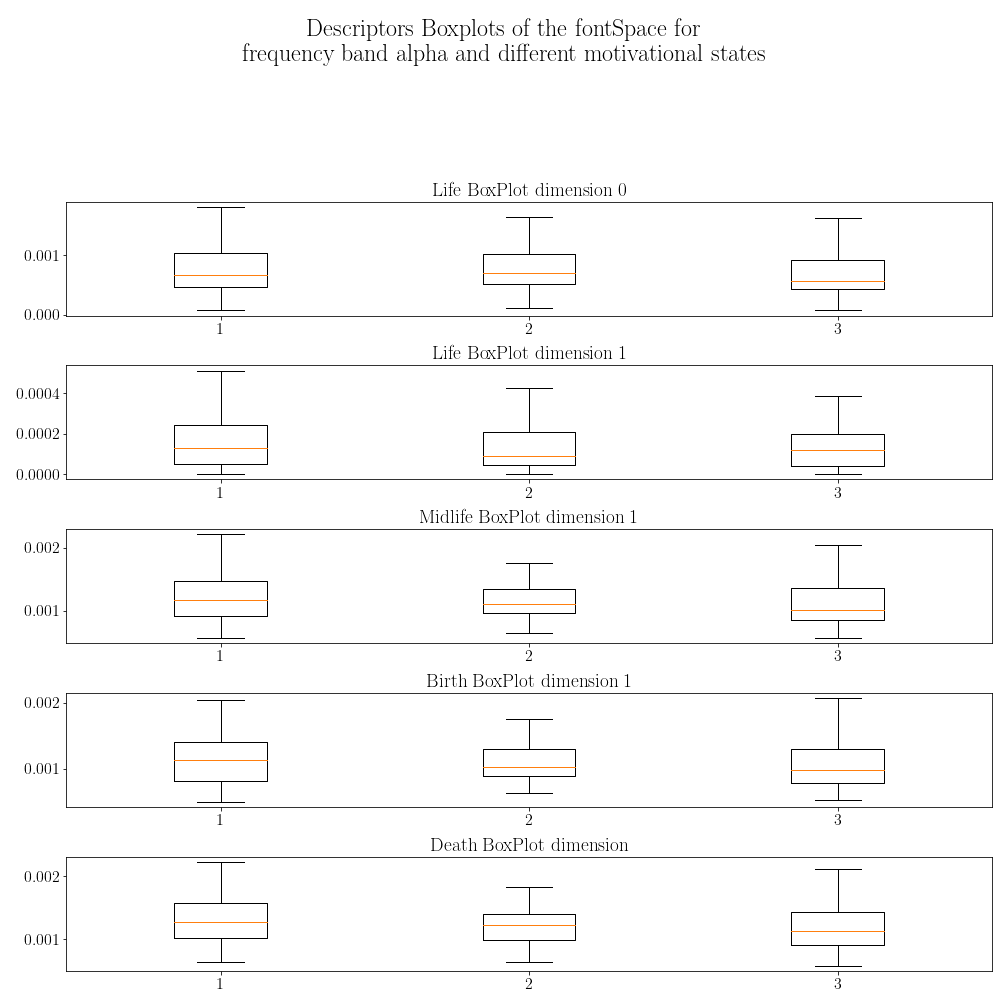 Descriptors Boxplots of the fontSpace for
frequency band alpha and different motivational states
Life BoxPlot dimension 0
0.001
0.000
1 2 3
Life BoxPlot dimension 1
0.0004
0.0002
0.0000
1 2 3
Midlife BoxPlot dimension 1
0.002
0.001
1 2 3
Birth BoxPlot dimension 1
0.002
0.001
1 2 3
Death BoxPlot dimension
0.002
0.001
1 2 3